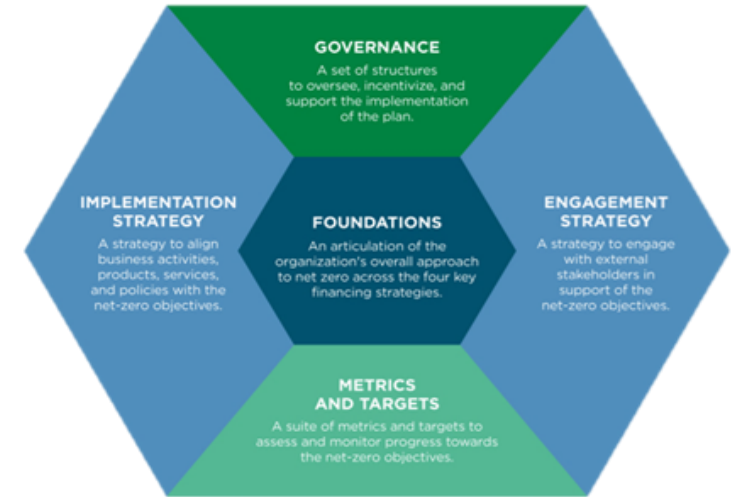 GOVERNANCE
A set of structures
to oversee, incentivize, and
support the implementation
of the plan.
IMPLEMENTATION
STRATEGY
A strategy to align
business activities,
products, services,
and policies with the
net-zero objectives.
FOUNDATIONS
An articulation of the
organization's overall approach
to net zero across the four key
financing strategies.
ENGAGEMENT
STRATEGY
A strategy to engage
with external
stakeholders in
support of the
net-zero objectives.
METRICS
AND TARGETS
A suite of metrics and targets to
assess and monitor progress towards
the net-zero objectives.